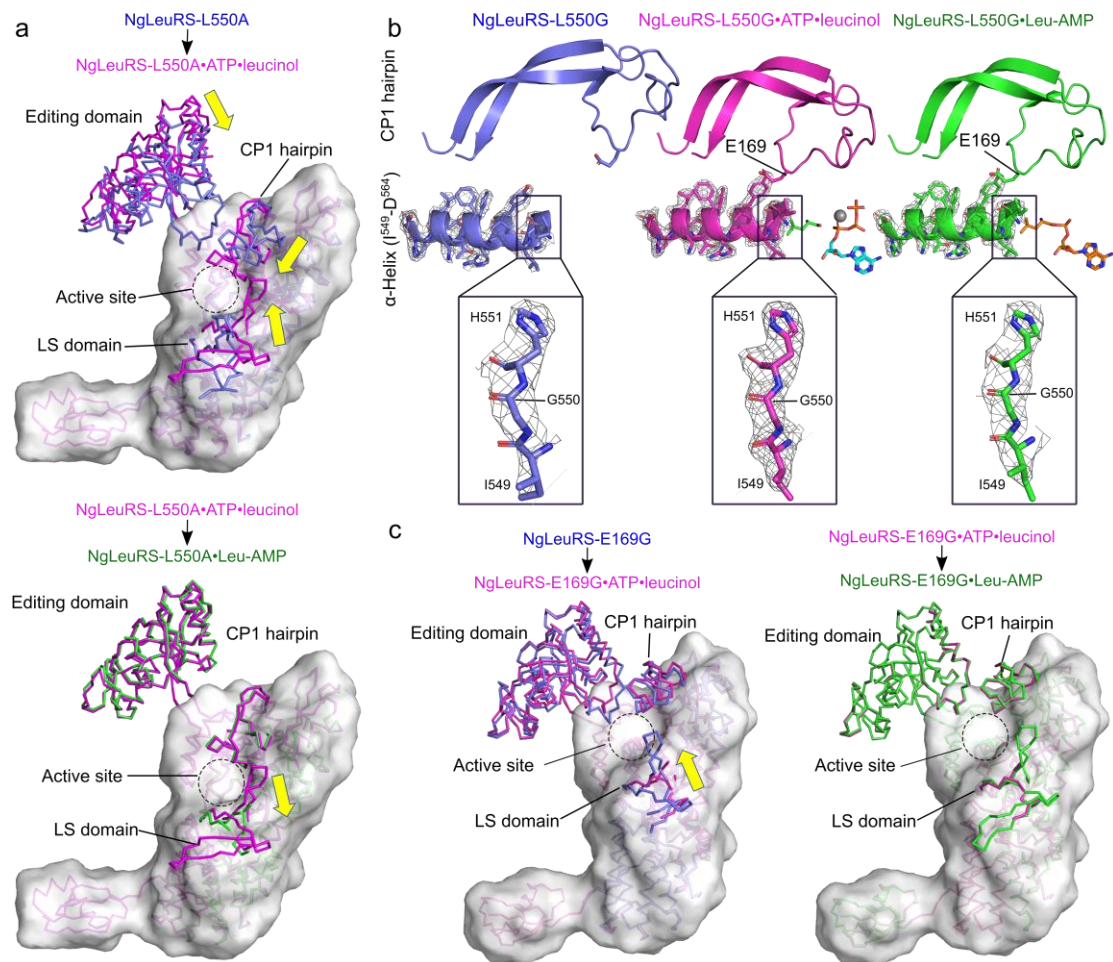 a
NgLeuRS-L550A
NgLeuRS-L550A•ATP•leucinol
Editing domain
CP1 hairpin
Active site
LS domain
NgLeuRS-L550A•ATP•leucinol
NgLeuRS-L550A•Leu-AMP
Editing domain
CP1 hairpin
Active site
LS domain
b
NgLeuRS-L550G
NgLeuRS-L550G•ATP•leucinol
NgLeuRS-L550G•Leu-AMP
CP1 hairpin
E169
E169
α-Helix (I549-D564)
H551
G550
I549
H551
G550
I549
H551
G550
I549
c
NgLeuRS-E169G
NgLeuRS-E169G•ATP•leucinol
Editing domain
CP1 hairpin
Active site
LS domain
NgLeuRS-E169G•ATP•leucinol
NgLeuRS-E169G•Leu-AMP
Editing domain
CP1 hairpin
Active site
LS domain